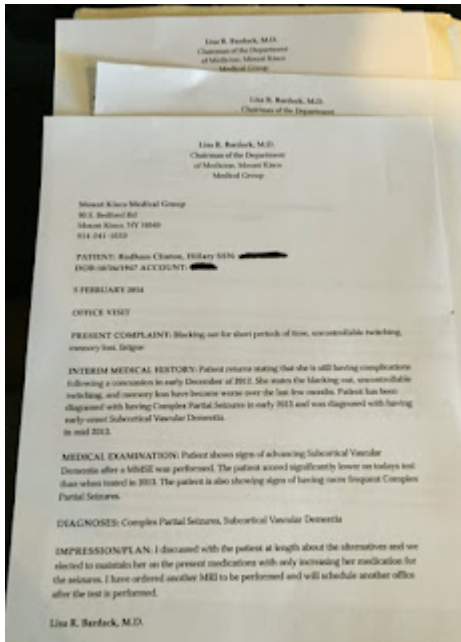 Lisa R. Bardack, M.D.
Chairman of the Department
of Medicine, Mount Kisco
Medical Group
Lisa R. Bardack, M.D.
Chairman of the Department
Lisa R. Bardack, M.D.
Chairman of the Department
of Medicine, Mount Kisco
Medical Group
Mount Kisco Medical Group
90 S. Bedford Rd
Mount Kisco, NY 10549
914-241-1050
PATIENT: Rodham Clinton, Hillary SSN:
DOB: 10/26/1947 ACCOUNT:
5 FEBRUARY 2014
OFFICE VISIT
PRESENT COMPLAINT: Blacking out for short periods of time, uncontrollable twitching,
memory loss, fatigue
INTERIM MEDICAL HISTORY: Patient returns stating that she is still having complications
following a concussion in early December of 2012. She states the blacking out, uncontrollable
twitching, and memory loss have become worse over the last few months. Patient has been
diagnosed with having Complex Partial Seizures in early 2013 and was diagnosed with having
early-onset Subcortical Vascular Dementia
in mid 2013.
MEDICAL EXAMINATION: Patient shows signs of advancing Subcortical Vascular
Dementia after a MMSE was performed. The patient scored significantly lower on todays test
than when tested in 2013. The patient is also showing signs of having more frequent Complex
Partial Seizures.
DIAGNOSES: Complex Partial Seizures, Subcortical Vascular Dementia
IMPRESSION/PLAN: I discussed with the patient at length about the alternatives and we
elected to maintain her on the present medications with only increasing her medication for
the seizures. I have ordered another MRI to be performed and will schedule another office
after the test is performed.
Lisa R. Bardack, M.D.